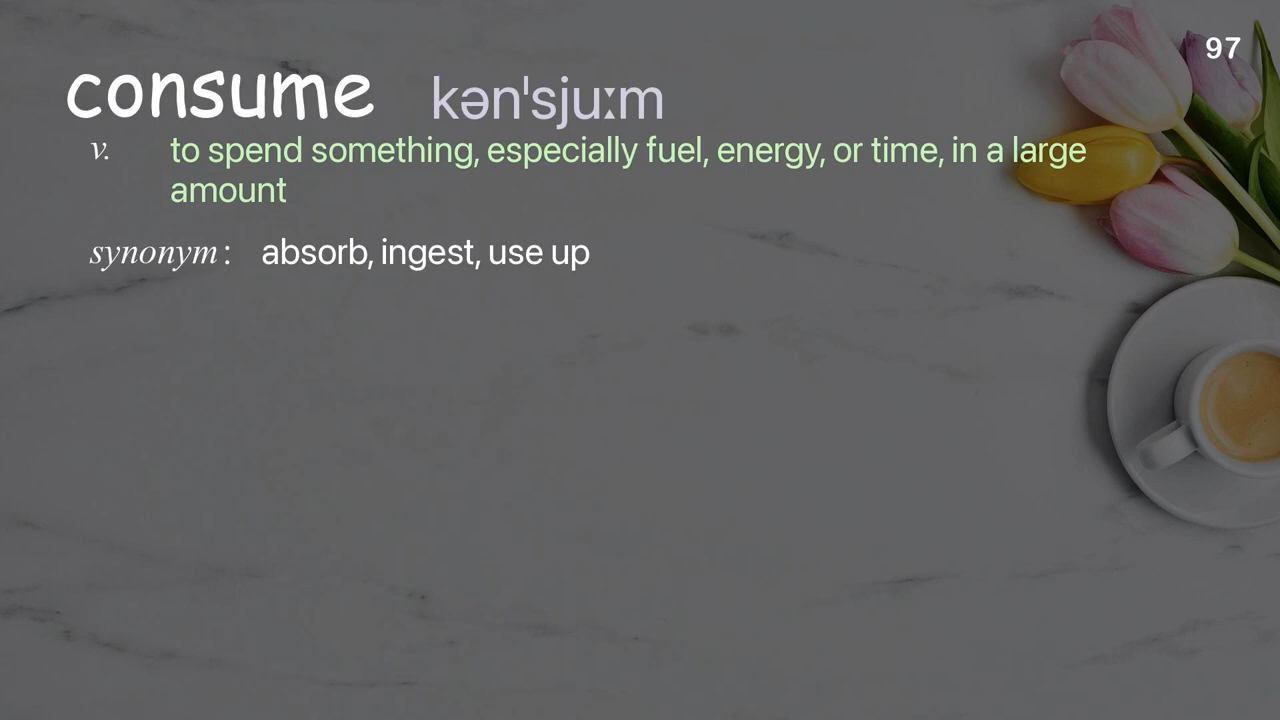 97
consume kən'sjuːm
v. to spend something, especially fuel, energy, or time, in a large
amount
synonym : absorb, ingest, use up